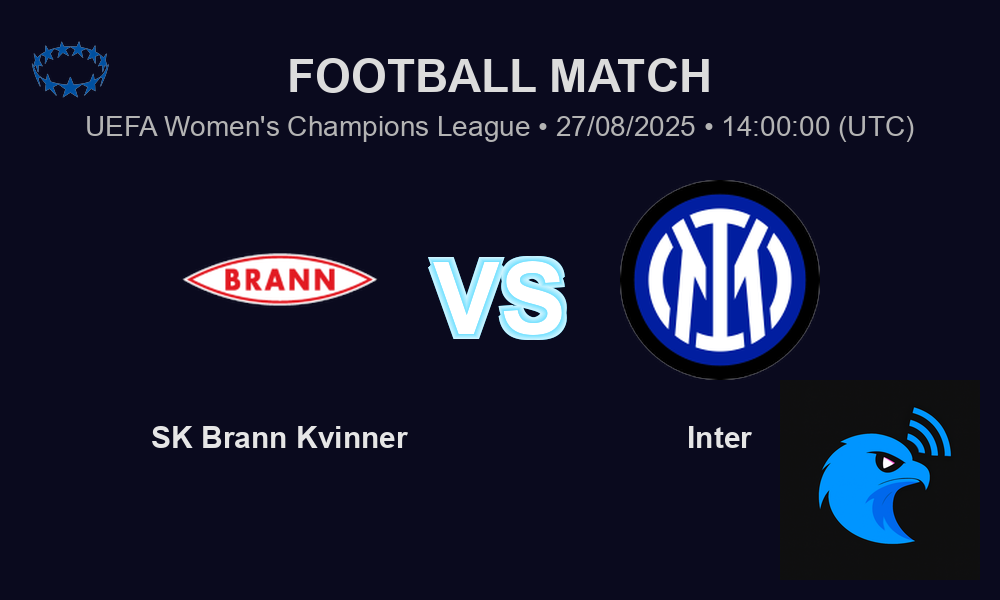 FOOTBALL MATCH
UEFA Women's Champions League • 27/08/2025 • 14:00:00 (UTC)
BRANN
VS
IM
SK Brann Kvinner
Inter